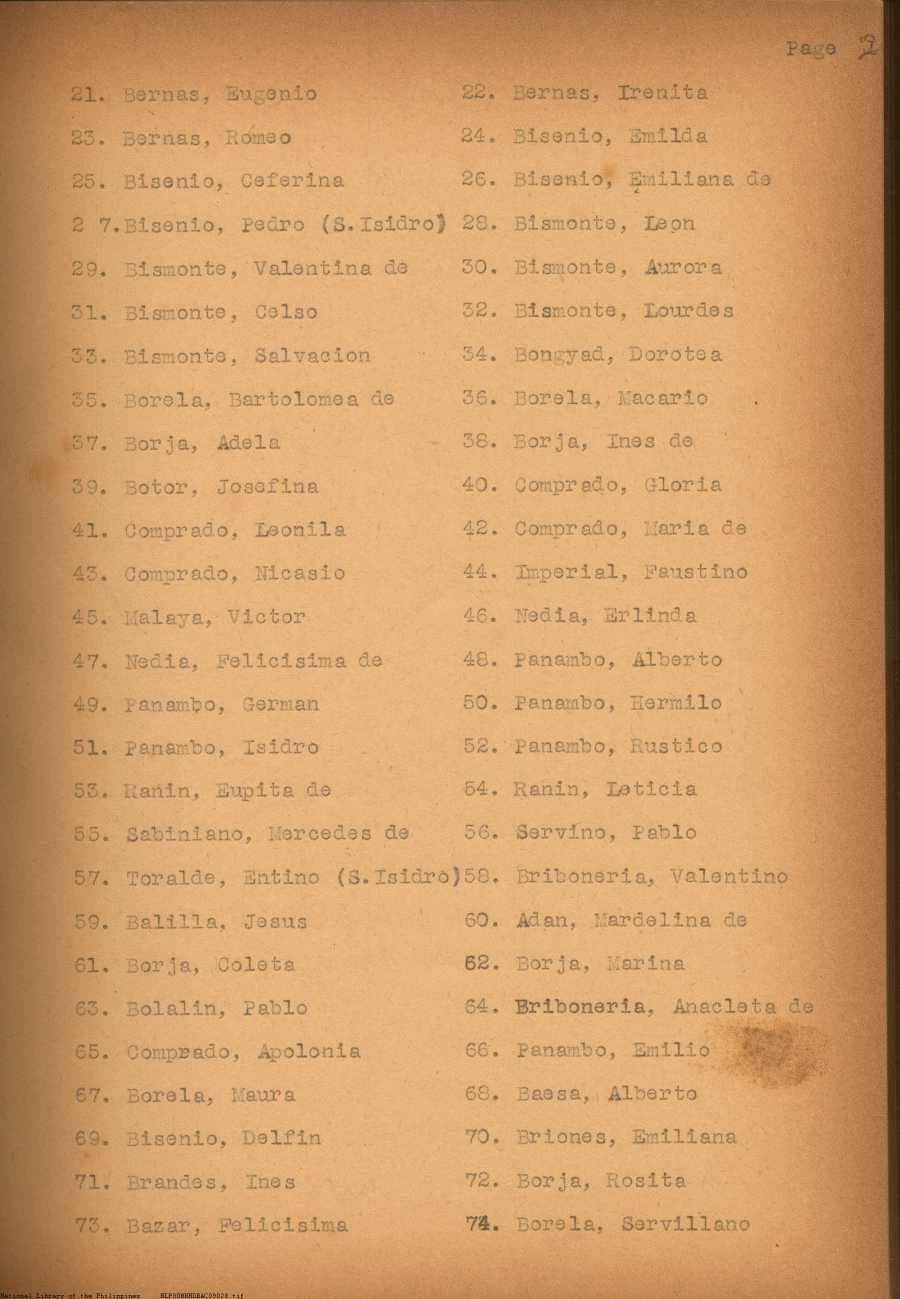 Page 2
21. Bernas, Eugenio 22. Bernas, Irenita
23. Bernas, Romeo 24. Bisenio, Emilda
25. Bisenio, Ceferina 26. Bisenio, Emiliana de
2 7.Bisenio, Pedro (S.Isidro) 28. Bismonte, Leon
29. Bismonte, Valentina de 30. Bismonte, Aurora
31. Bismonte, Celso 32. Bismonte, Lourdes
33. Bismonte, Salvacion 34. Bongyad, Dorotea
35. Borela, Bartolomea de 36. Borela, Macario
37. Borja, Adela 38. Borja, Ines de
39. Botor, Josefina 40. Comprado, Gloria
41. Comprado, Leonila 42. Comprado, Maria de
43. Comprado, Nicasio 44. Imperial, Faustino
45. Malaya, Victor 46. Nedia, Erlinda
47. Nedia, Felicisima de 48. Panambo, Alberto
49. Panambo, German 50. Panambo, Hermilo
51. Panambo, Isidro 52. Panambo, Rustico
53. Ranin, Eupita de 54. Ranin, Leticia
55. Sabiniano, Mercedes de 56. Servino, Pablo
57. Toralde, Entino (S.Isidro)58. Briboneria, Valentino
59. Balilla, Jesus 60. Adan, Mardelina de
61. Borja, Coleta 62. Borja, Marina
63. Bolalin, Pablo 64. Briboneria, Anacleta de
65. Comprado, Apolonia 66. Panambo, Emilio
67. Borela, Maura 68. Baesa, Alberto
69. Bisenio, Delfin 70. Briones, Emiliana
71. Brandes, Ines 72. Borja, Rosita
73. Bazar, Felicisima 74. Borela, Servillano
National Library of the Philippines